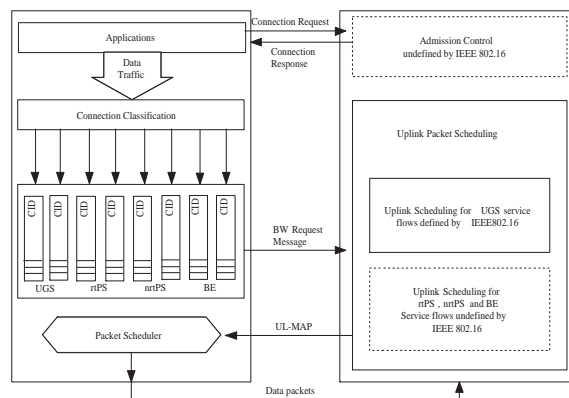 Applications
Data
Traffic
Connection Classification
CID CID CID CID CID CID CID CID
UGS rtPS nrtPS BE
Packet Scheduler
Connection Request
Connection
Response
BW Request
Message
UL-MAP
Data packets
Admission Control
undefined by IEEE 802.16
Uplink Packet Scheduling
Uplink Scheduling for UGS service
flows defined by IEEE802.16
Uplink Scheduling for
rtPS , nrtPS and BE
Service flows undefined by
IEEE 802.16